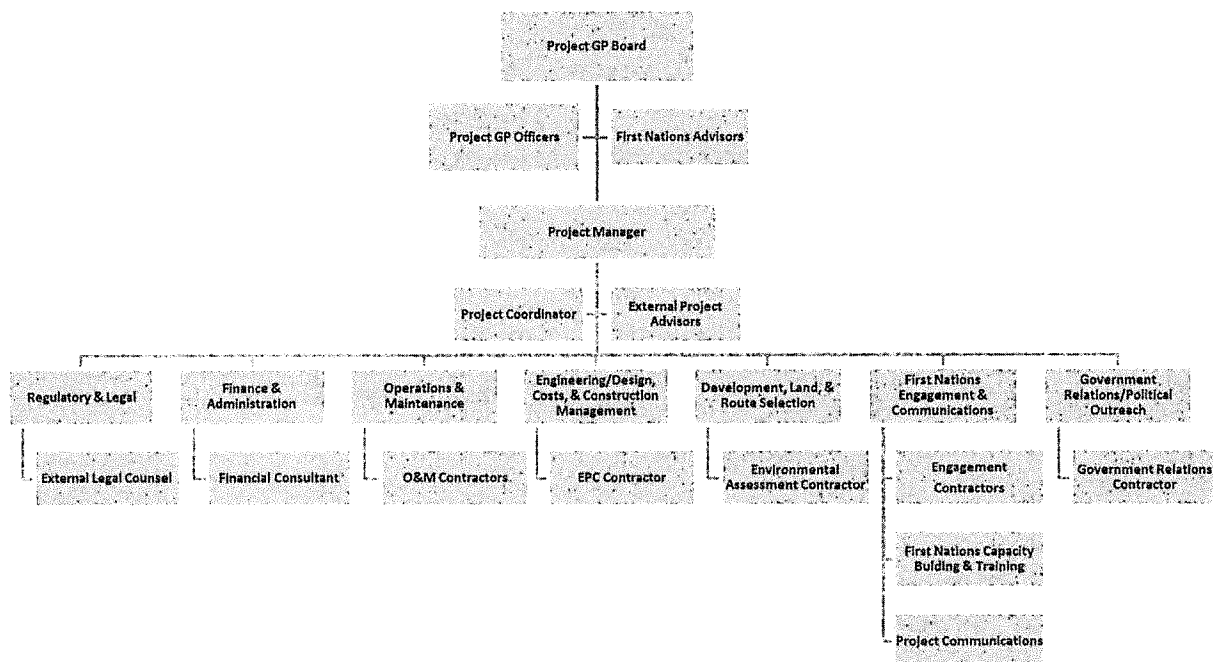 Project GP Board
Project GP Officers
First Nations Advisors
Project Manager
Project Coordinator
External Project
Advisors
Regulatory & Legal
Finance &
Administration
Operations &
Maintenance
Engineering/Design,
Costs, & Construction
Management
Development, Land, &
Route Selection
First Nations
Engagement &
Communications
Government
Relations/Political
Outreach
External Legal Counsel
Financial Consultant
O&M Contractors
EPC Contractor
Environmental
Assessment Contractor
Engagement
Contractors
Government Relations
Contractor
First Nations Capacity
Bulding & Training
Project Communications